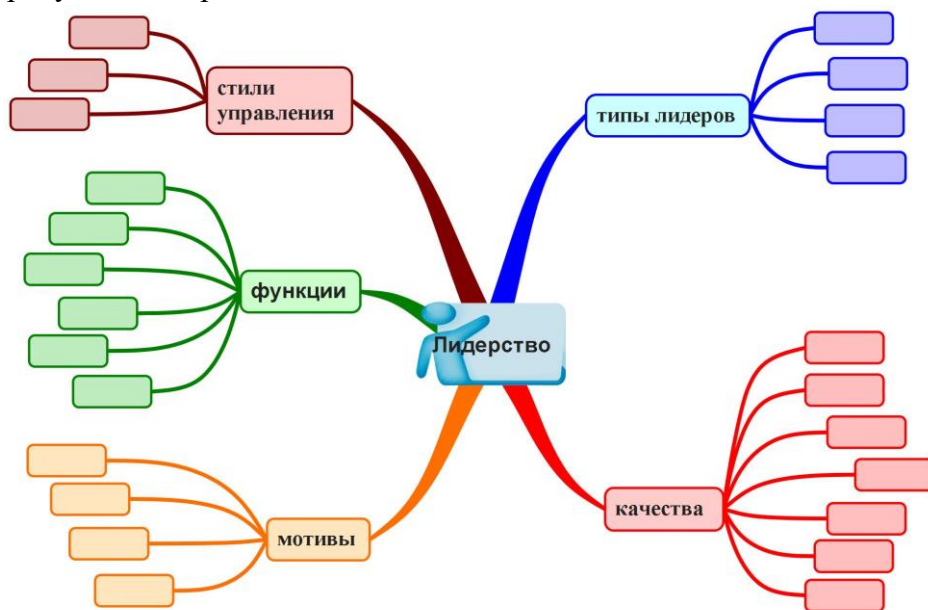 стили
управления
типы лидеров
функции
Лидерство
качества
мотивы